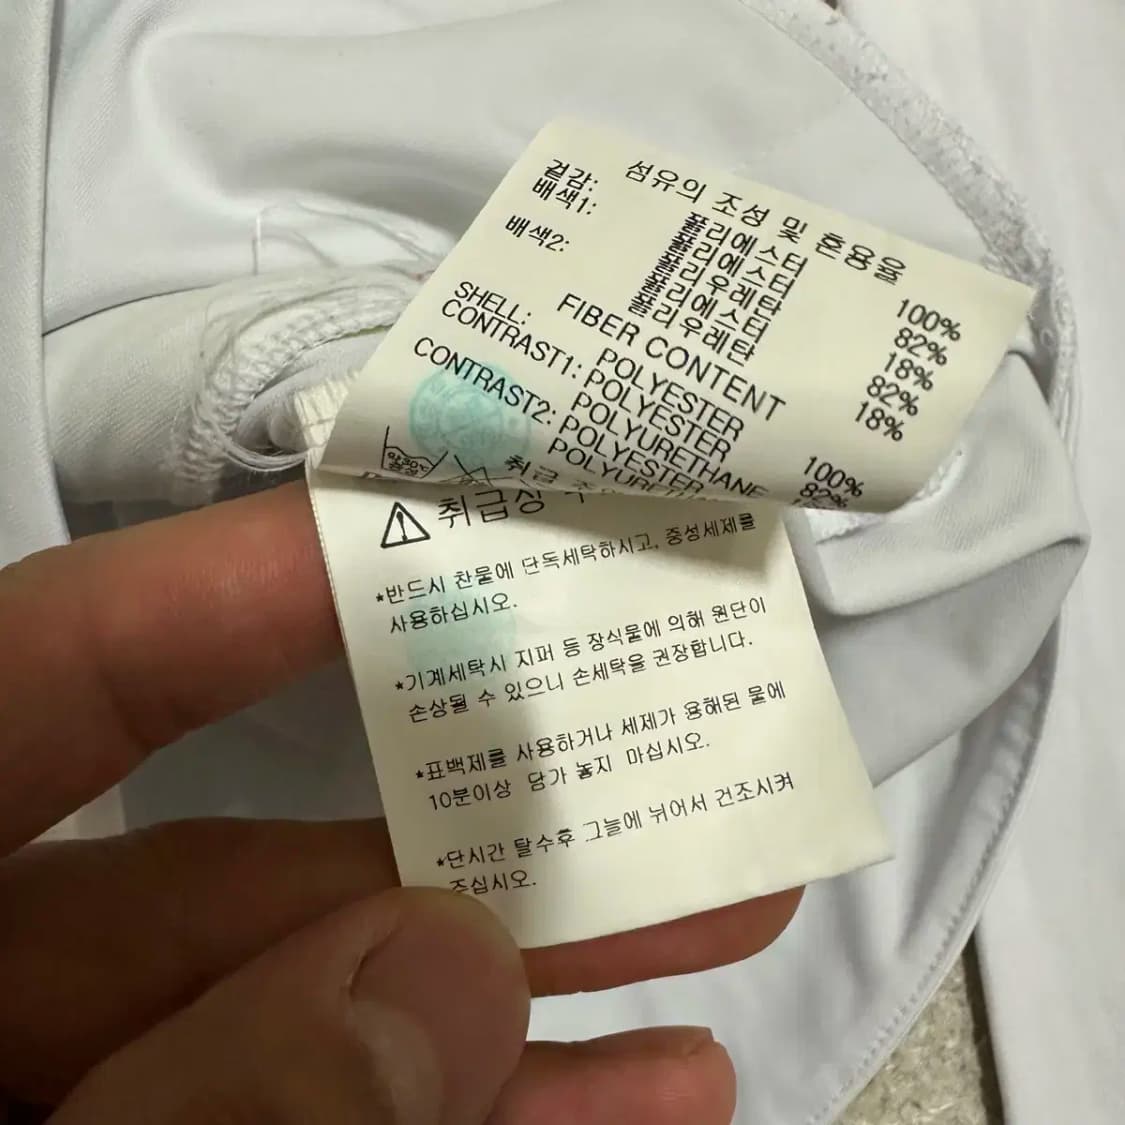 섬유의 조성 및 혼용율
겉감: 폴리에스터 100%
배색1: 폴리에스터 82%
폴리우레탄 18%
배색2: 폴리에스터 82%
폴리우레탄 18%
FIBER CONTENT
SHELL: POLYESTER 100%
CONTRAST1: POLYESTER 82%
POLYURETHANE
CONTRAST2: POLYESTER
취급
약30℃
중성
취급상
*반드시 찬물에 단독세탁하시고, 중성세제를
사용하십시오.
*기계세탁시 지퍼 등 장식물에 의해 원단이
손상될 수 있으니 손세탁을 권장합니다.
*표백제를 사용하거나 세제가 용해된 물에
10분이상 담가 놓지 마십시오.
*단시간 탈수후 그늘에 뉘어서 건조시켜
주십시오.